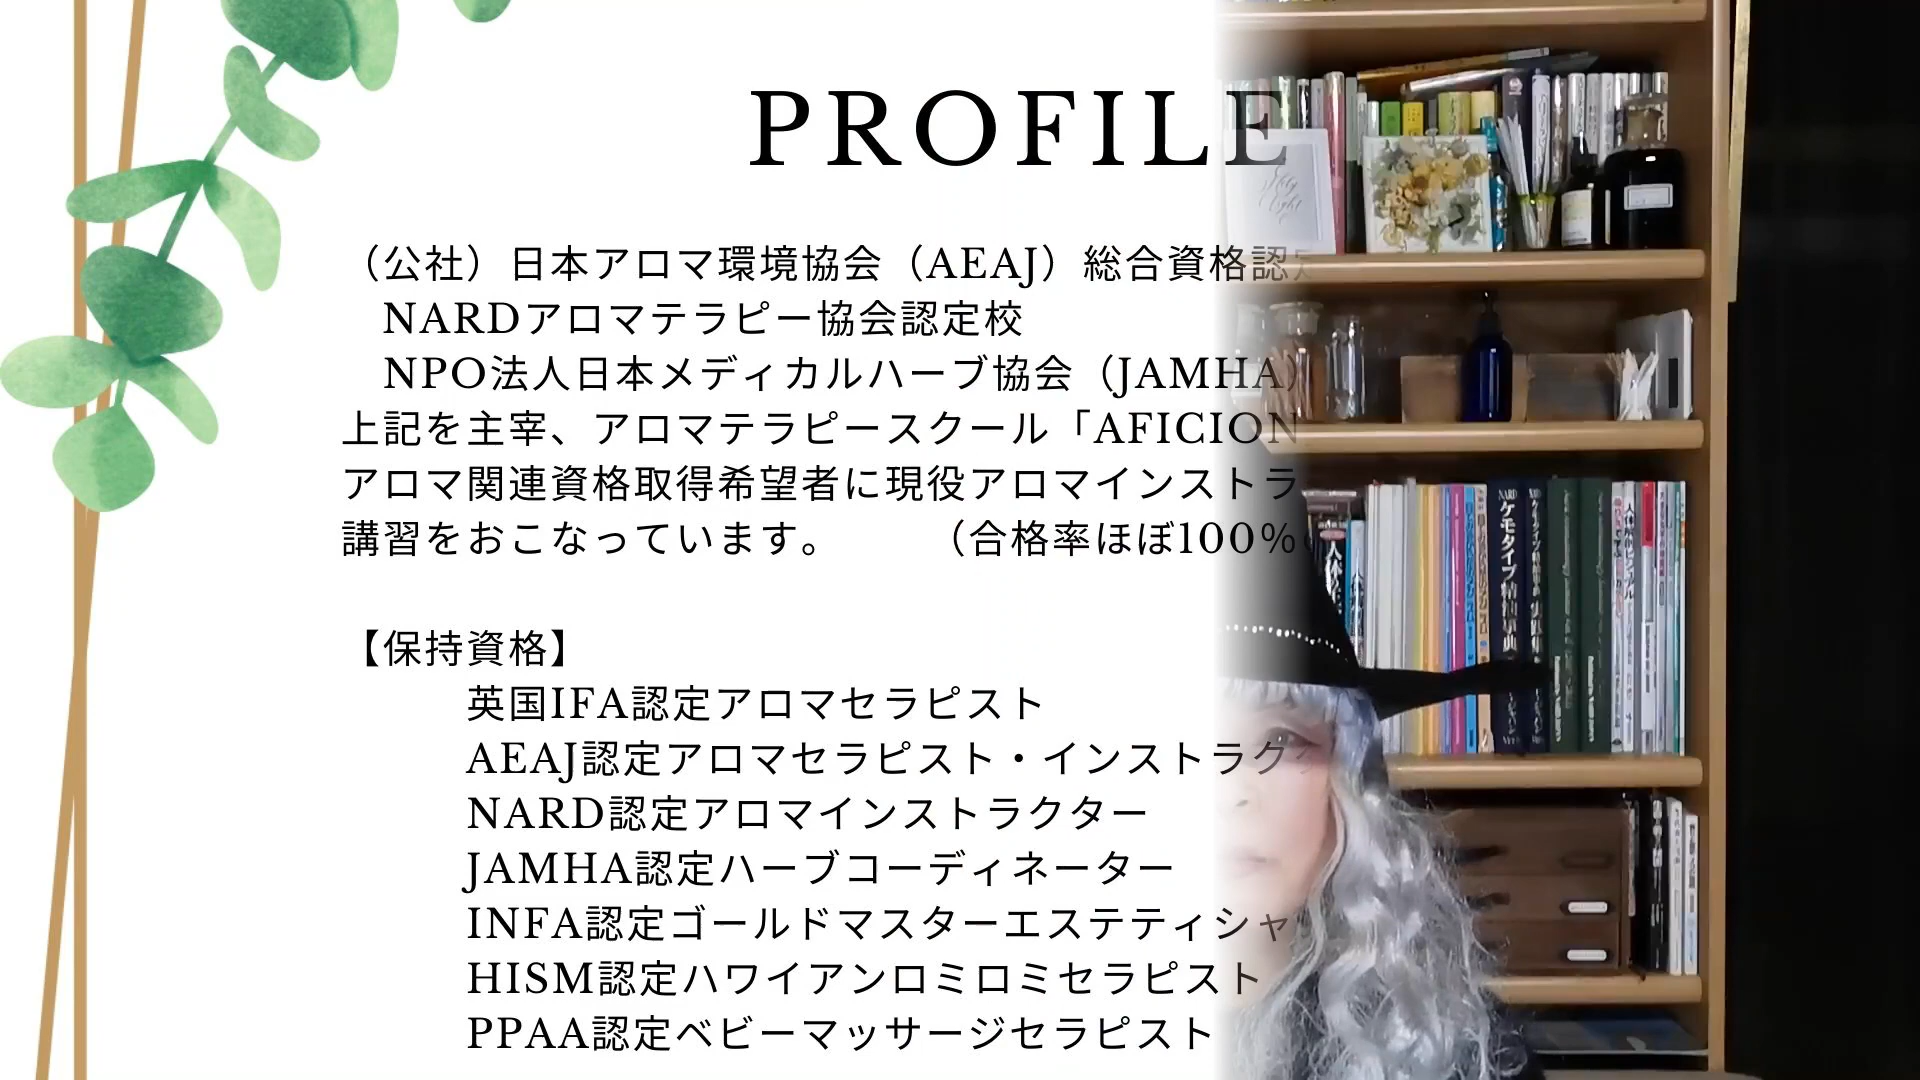 PROFILE
（公社）日本アロマ環境協会（AEAJ）総合資格認定
NARDアロマテラピー協会認定校
NPO法人日本メディカルハーブ協会（JAMHA）
上記を主宰、アロマテラピースクール「AFICION
アロマ関連資格取得希望者に現役アロマインストラ
講習をおこなっています。　　（合格率ほぼ100％
【保持資格】
英国IFA認定アロマセラピスト
AEAJ認定アロマセラピスト・インストラク
NARD認定アロマインストラクター
JAMHA認定ハーブコーディネーター
INFA認定ゴールドマスターエステティシャ
HISM認定ハワイアンロミロミセラピスト
PPAA認定ベビーマッサージセラピスト
NARD
ケモタイプ精油事典